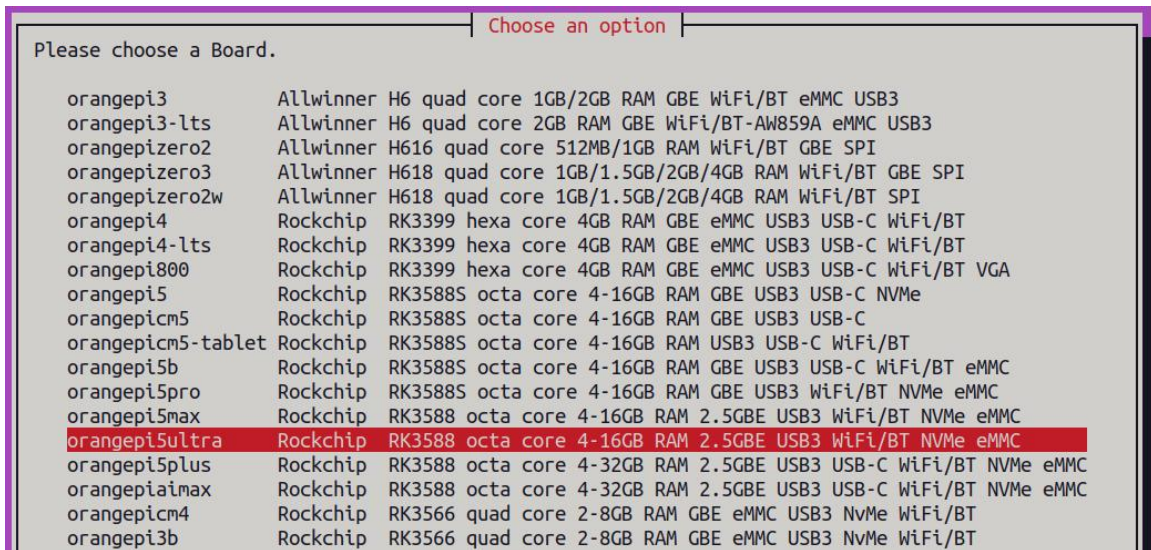 Choose an option
Please choose a Board.
orangepi3 Allwinner H6 quad core 1GB/2GB RAM GBE WiFi/BT eMMC USB3
orangepi3-lts Allwinner H6 quad core 2GB RAM GBE WiFi/BT-AW859A eMMC USB3
orangepizero2 Allwinner H616 quad core 512MB/1GB RAM WiFi/BT GBE SPI
orangepizero3 Allwinner H618 quad core 1GB/1.5GB/2GB/4GB RAM WiFi/BT GBE SPI
orangepizero2w Allwinner H618 quad core 1GB/1.5GB/2GB/4GB RAM WiFi/BT SPI
orangepi4 Rockchip RK3399 hexa core 4GB RAM GBE eMMC USB3 USB-C WiFi/BT
orangepi4-lts Rockchip RK3399 hexa core 4GB RAM GBE eMMC USB3 USB-C WiFi/BT
orangepi800 Rockchip RK3399 hexa core 4GB RAM GBE eMMC USB3 USB-C WiFi/BT VGA
orangepi5 Rockchip RK3588S octa core 4-16GB RAM GBE USB3 USB-C NVMe
orangepicm5 Rockchip RK3588S octa core 4-16GB RAM GBE USB3 USB-C
orangepicm5-tablet Rockchip RK3588S octa core 4-16GB RAM USB3 USB-C WiFi/BT
orangepi5b Rockchip RK3588S octa core 4-16GB RAM GBE USB3 USB-C WiFi/BT eMMC
orangepi5pro Rockchip RK3588S octa core 4-16GB RAM GBE USB3 WiFi/BT NVMe eMMC
orangepi5max Rockchip RK3588 octa core 4-16GB RAM 2.5GBE USB3 WiFi/BT NVMe eMMC
orangepi5ultra Rockchip RK3588 octa core 4-16GB RAM 2.5GBE USB3 WiFi/BT NVMe eMMC
orangepi5plus Rockchip RK3588 octa core 4-32GB RAM 2.5GBE USB3 USB-C WiFi/BT NVMe eMMC
orangepiaimax Rockchip RK3588 octa core 4-32GB RAM 2.5GBE USB3 USB-C WiFi/BT NVMe eMMC
orangepicm4 Rockchip RK3566 quad core 2-8GB RAM GBE eMMC USB3 NvMe WiFi/BT
orangepi3b Rockchip RK3566 quad core 2-8GB RAM GBE eMMC USB3 NvMe WiFi/BT